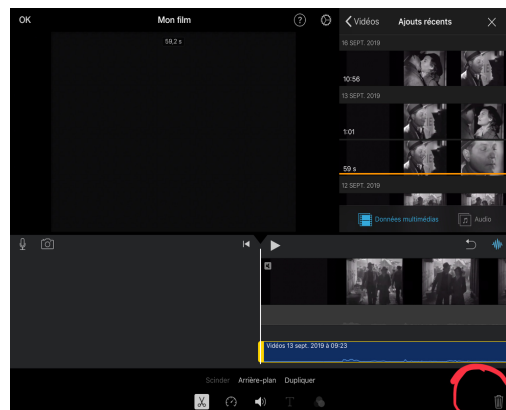 OK Mon film ? Vidéos Ajouts récents
59,2 s
16 SEPT. 2019
10:56
13 SEPT. 2019
1:01
59 s
12 SEPT. 2019
Données multimédias Audio
Vidéos 13 sept. 2019 à 09:23
Scinder Arrière-plan Dupliquer
T